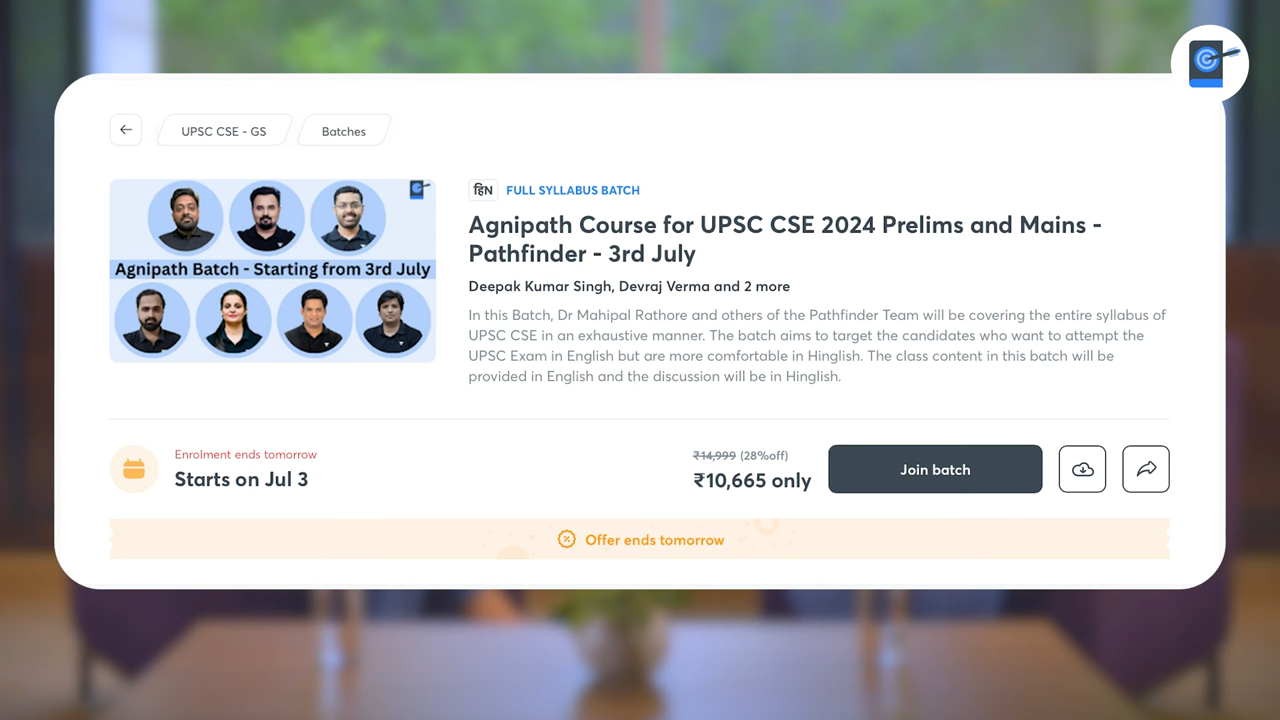 UPSC CSE - GS
Batches
Agnipath Batch - Starting from 3rd July
हिN FULL SYLLABUS BATCH
Agnipath Course for UPSC CSE 2024 Prelims and Mains -
Pathfinder - 3rd July
Deepak Kumar Singh, Devraj Verma and 2 more
In this Batch, Dr Mahipal Rathore and others of the Pathfinder Team will be covering the entire syllabus of
UPSC CSE in an exhaustive manner. The batch aims to target the candidates who want to attempt the
UPSC Exam in English but are more comfortable in Hinglish. The class content in this batch will be
provided in English and the discussion will be in Hinglish.
Enrolment ends tomorrow
Starts on Jul 3
₹14,999 (28%off)
₹10,665 only
Join batch
Offer ends tomorrow